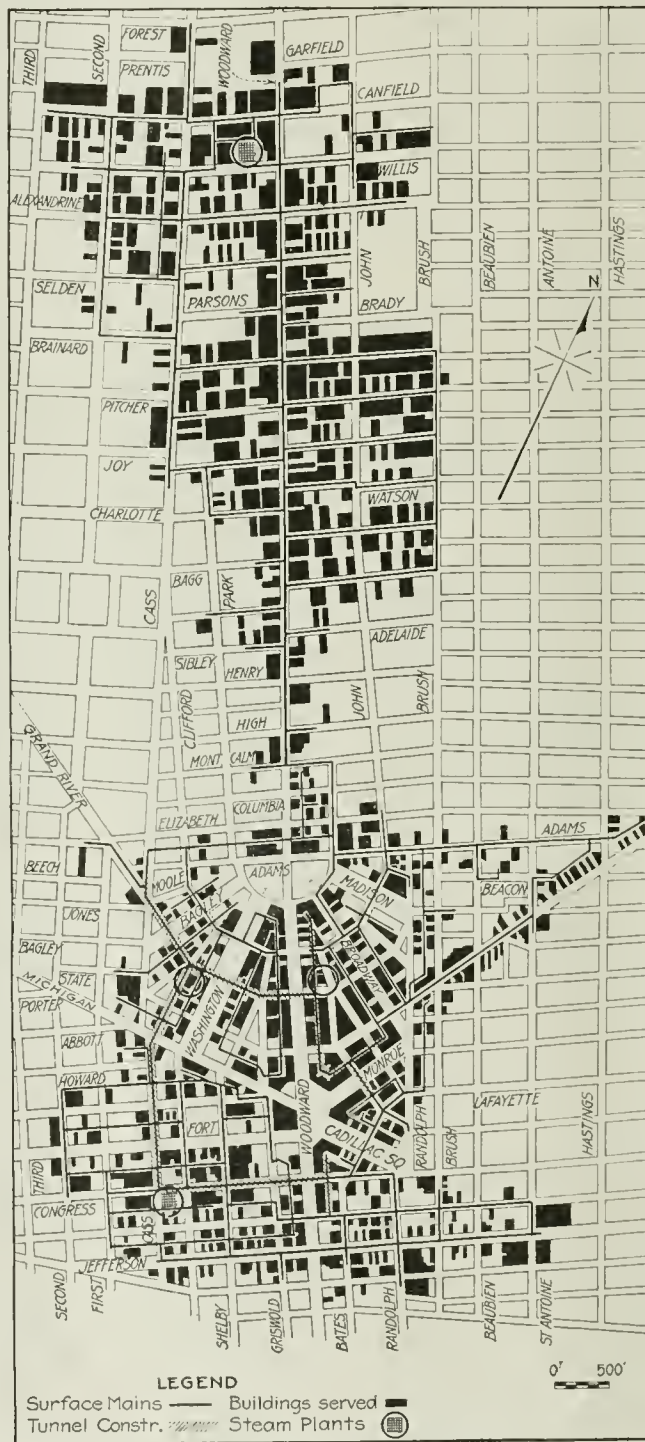 FOREST
THIRD
SECOND
WOODWARD
GARFIELD
PRENTIS
CANFIELD
WILLIS
ALEXANDRINE
JOHN
BRUSH
BEAUBIEN
ANTOINE
HASTINGS
SELDEN
PARSONS
BRADY
N
BRAINARD
PITCHER
JOY
WATSON
CHARLOTTE
CASS
BAGG
PARK
ADELAIDE
SIBLEY
HENRY
CLIFFORD
JOHN
BRUSH
HIGH
MONTCALM
GRAND RIVER
COLUMBIA
ELIZABETH
ADAMS
BEECH
MOOLE
ADAMS
MADISON
BEACON
JONES
BAGLEY
BAGLEY
BROADWAY
MICHIGAN
STATE
PORTER
WASHINGTON
ABBOTT
MONROE
HOWARD
WOODWARD
LAFAYETTE
HASTINGS
FORT
CADILLAC SQ
RANDOLPH
BRUSH
THIRD
CONGRESS
CASS
JEFFERSON
SECOND
FIRST
SHELBY
GRISWOLD
BATES
RANDOLPH
BEAUBIEN
ST ANTOINE
LEGEND
0' 500'
Surface Mains Buildings served
Tunnel Constr. Steam Plants